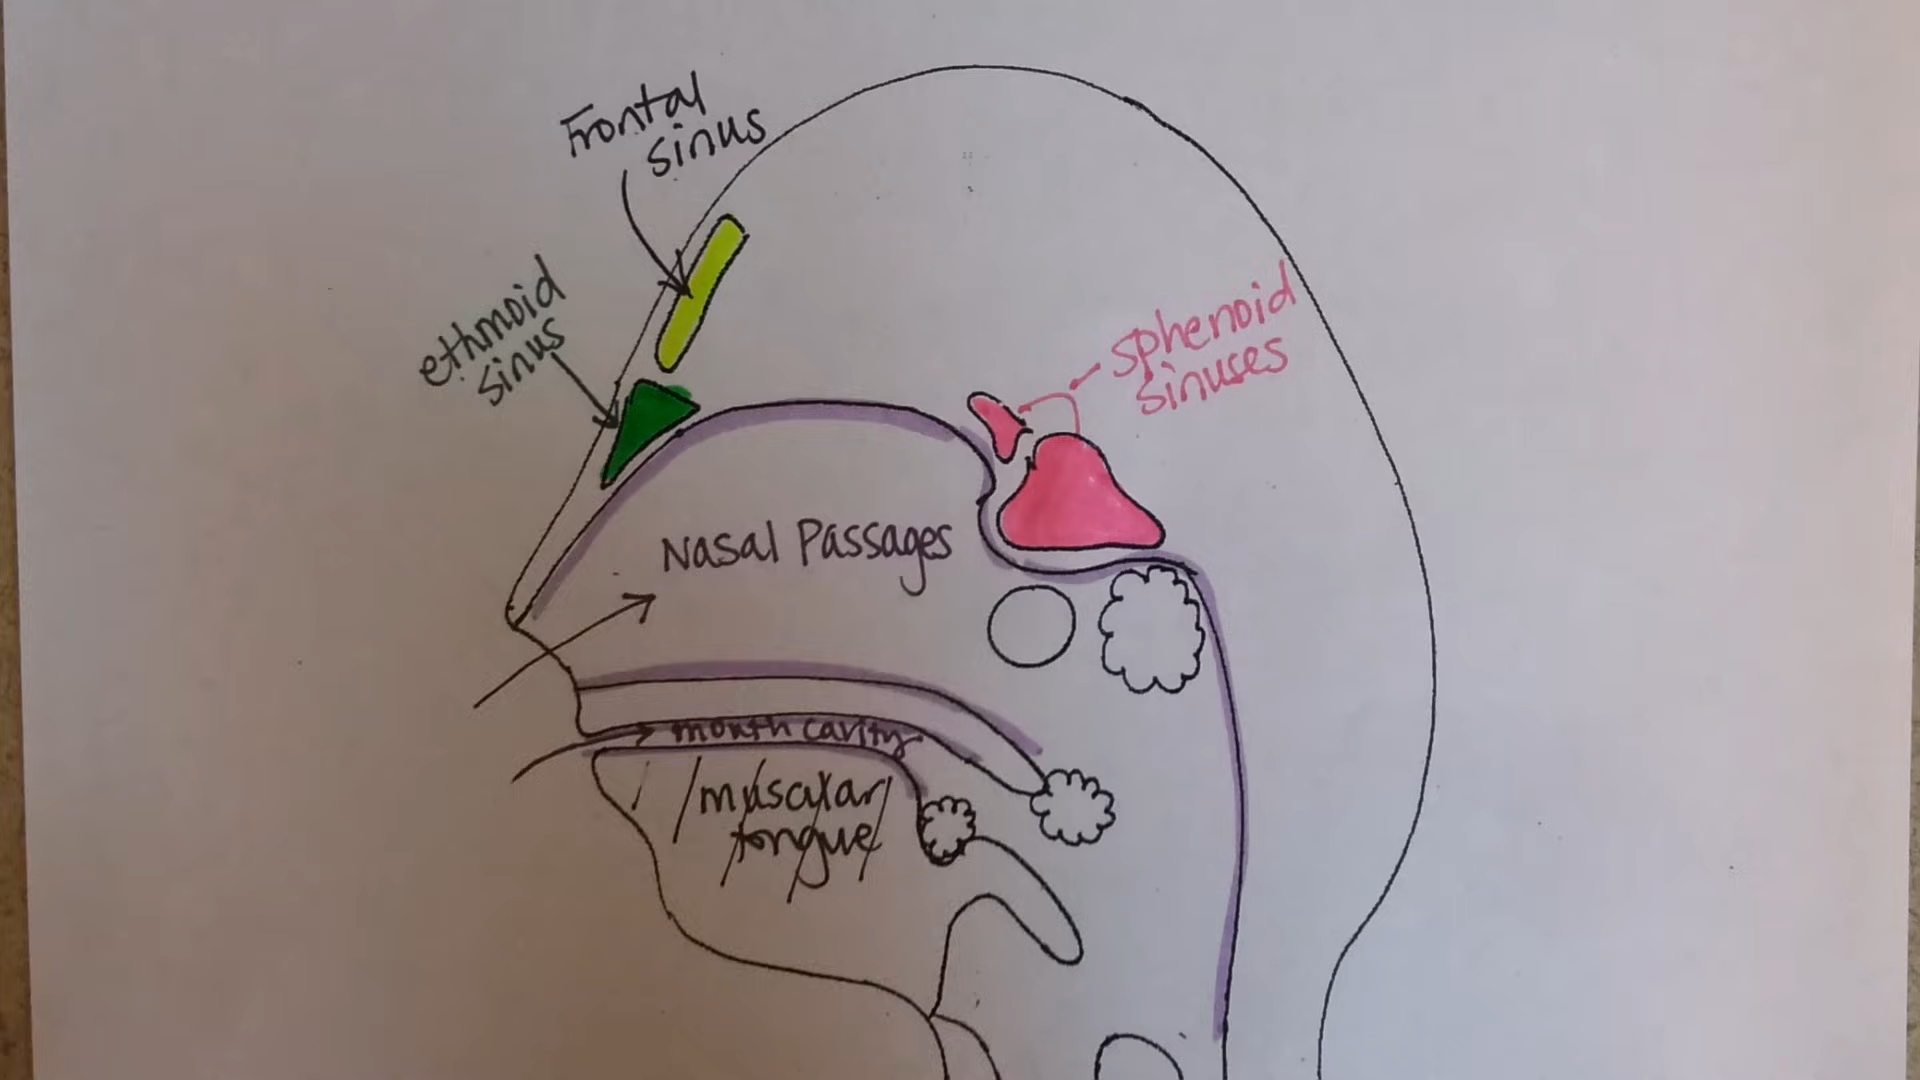 Frontal
sinus
ethmoid
sinus
sphenoid
sinuses
Nasal Passages
mouth cavity
muscular
tongue